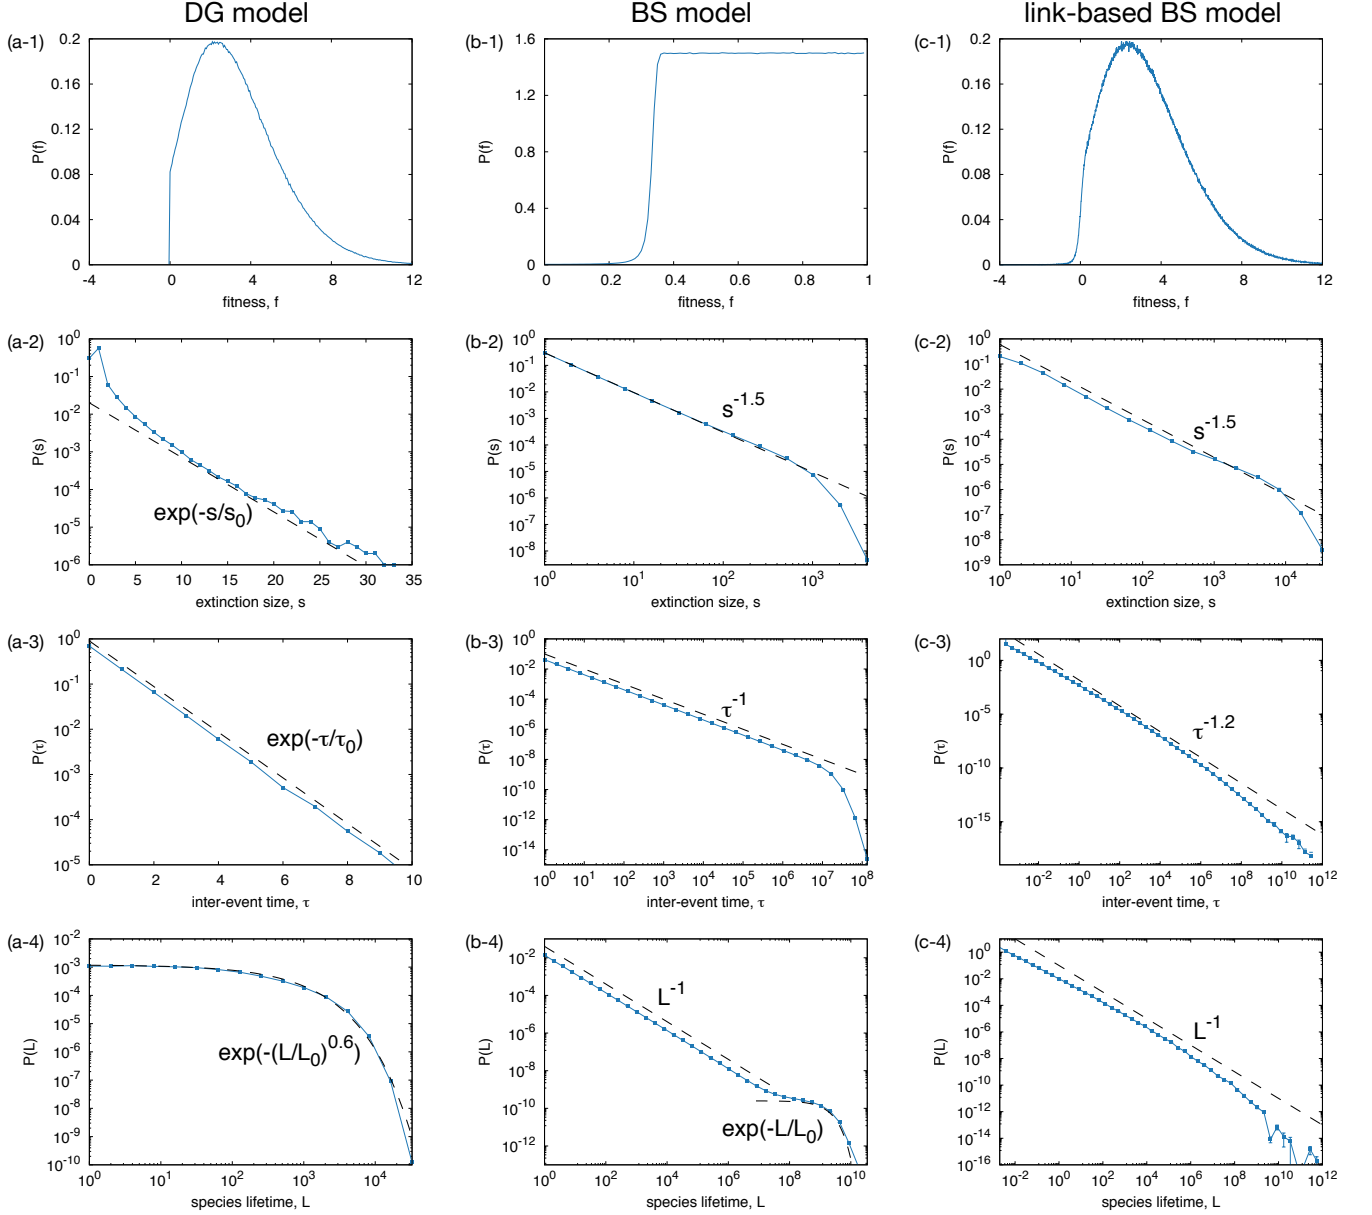 DG model
BS model
link-based BS model
(a-1)
0.2
0.16
0.12
0.08
0.04
0
P(f)
-4 0 4 8 12
fitness, f
(b-1)
1.6
1.2
0.8
0.4
0
P(f)
0 0.2 0.4 0.6 0.8 1
fitness, f
(c-1)
0.2
0.16
0.12
0.08
0.04
0
P(f)
-4 0 4 8 12
fitness, f
(a-2)
10^0
10^-1
10^-2
10^-3
10^-4
10^-5
10^-6
P(s)
exp(-s/s_0)
0 5 10 15 20 25 30 35
extinction size, s
(b-2)
10^0
10^-1
10^-2
10^-3
10^-4
10^-5
10^-6
10^-7
10^-8
P(s)
s^-1.5
10^0 10^1 10^2 10^3
extinction size, s
(c-2)
10^0
10^-1
10^-2
10^-3
10^-4
10^-5
10^-6
10^-7
10^-8
10^-9
P(s)
s^-1.5
10^0 10^1 10^2 10^3 10^4
extinction size, s
(a-3)
10^0
10^-1
10^-2
10^-3
10^-4
10^-5
P(τ)
exp(-τ/τ_0)
0 2 4 6 8 10
inter-event time, τ
(b-3)
10^0
10^-2
10^-4
10^-6
10^-8
10^-10
10^-12
10^-14
P(τ)
τ^-1
10^0 10^1 10^2 10^3 10^4 10^5 10^6 10^7 10^8
inter-event time, τ
(c-3)
10^0
10^-5
10^-10
10^-15
P(τ)
τ^-1.2
10^-2 10^0 10^2 10^4 10^6 10^8 10^10 10^12
inter-event time, τ
(a-4)
10^-2
10^-3
10^-4
10^-5
10^-6
10^-7
10^-8
10^-9
10^-10
P(L)
exp(-(L/L_0)^0.6)
10^0 10^1 10^2 10^3 10^4
species lifetime, L
(b-4)
10^-2
10^-4
10^-6
10^-8
10^-10
10^-12
P(L)
L^-1
exp(-L/L_0)
10^0 10^2 10^4 10^6 10^8 10^10
species lifetime, L
(c-4)
10^0
10^-2
10^-4
10^-6
10^-8
10^-10
10^-12
10^-14
10^-16
P(L)
L^-1
10^-2 10^0 10^2 10^4 10^6 10^8 10^10 10^12
species lifetime, L